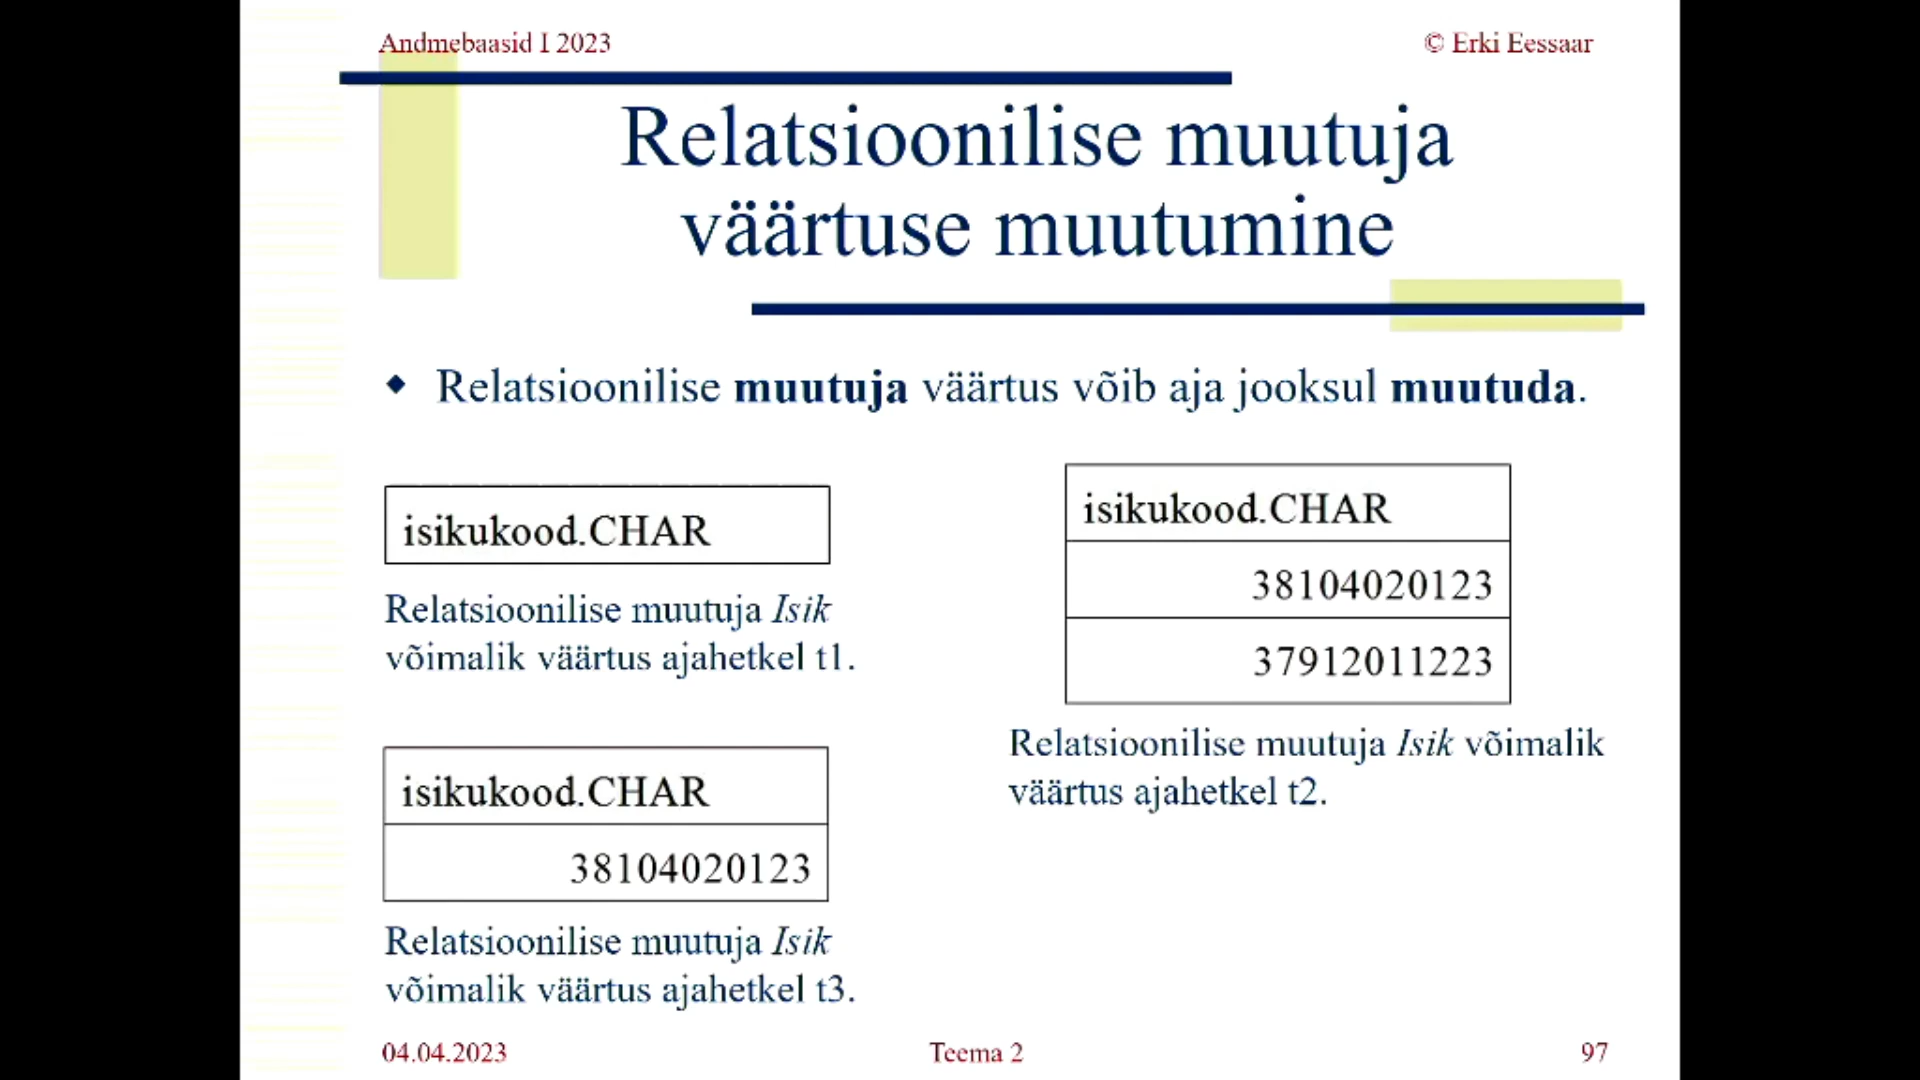 Andmebaasid I 2023
© Erki Eessaar
Relatsioonilise muutuja
väärtuse muutumine
Relatsioonilise muutuja väärtus võib aja jooksul muutuda.
isikukood.CHAR
Relatsioonilise muutuja Isik
võimalik väärtus ajahetkel t1.
isikukood.CHAR
38104020123
37912011223
Relatsioonilise muutuja Isik võimalik
väärtus ajahetkel t2.
isikukood.CHAR
38104020123
Relatsioonilise muutuja Isik
võimalik väärtus ajahetkel t3.
04.04.2023
Teema 2
97